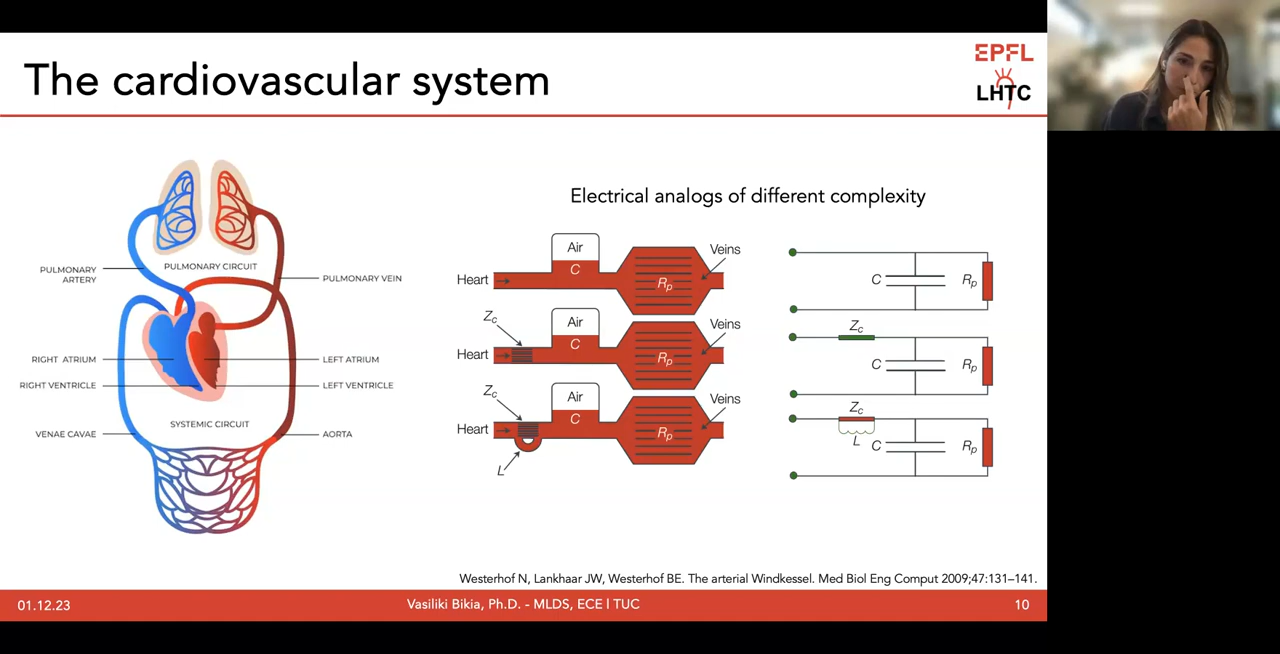 The cardiovascular system
EPFL
LHTC
PULMONARY
ARTERY
PULMONARY CIRCUIT
PULMONARY VEIN
RIGHT ATRIUM
LEFT ATRIUM
RIGHT VENTRICLE
LEFT VENTRICLE
SYSTEMIC CIRCUIT
VENAE CAVAE
AORTA
Electrical analogs of different complexity
Air
Veins
Heart
C
Rp
C
Rp
Zc
Air
Veins
Heart
C
Rp
Zc
C
Rp
Zc
Air
Veins
Heart
C
Rp
L
Zc
L
C
Rp
Westerhof N, Lankhaar JW, Westerhof BE. The arterial Windkessel. Med Biol Eng Comput 2009;47:131–141.
01.12.23
Vasiliki Bikia, Ph.D. - MLDS, ECE | TUC
10